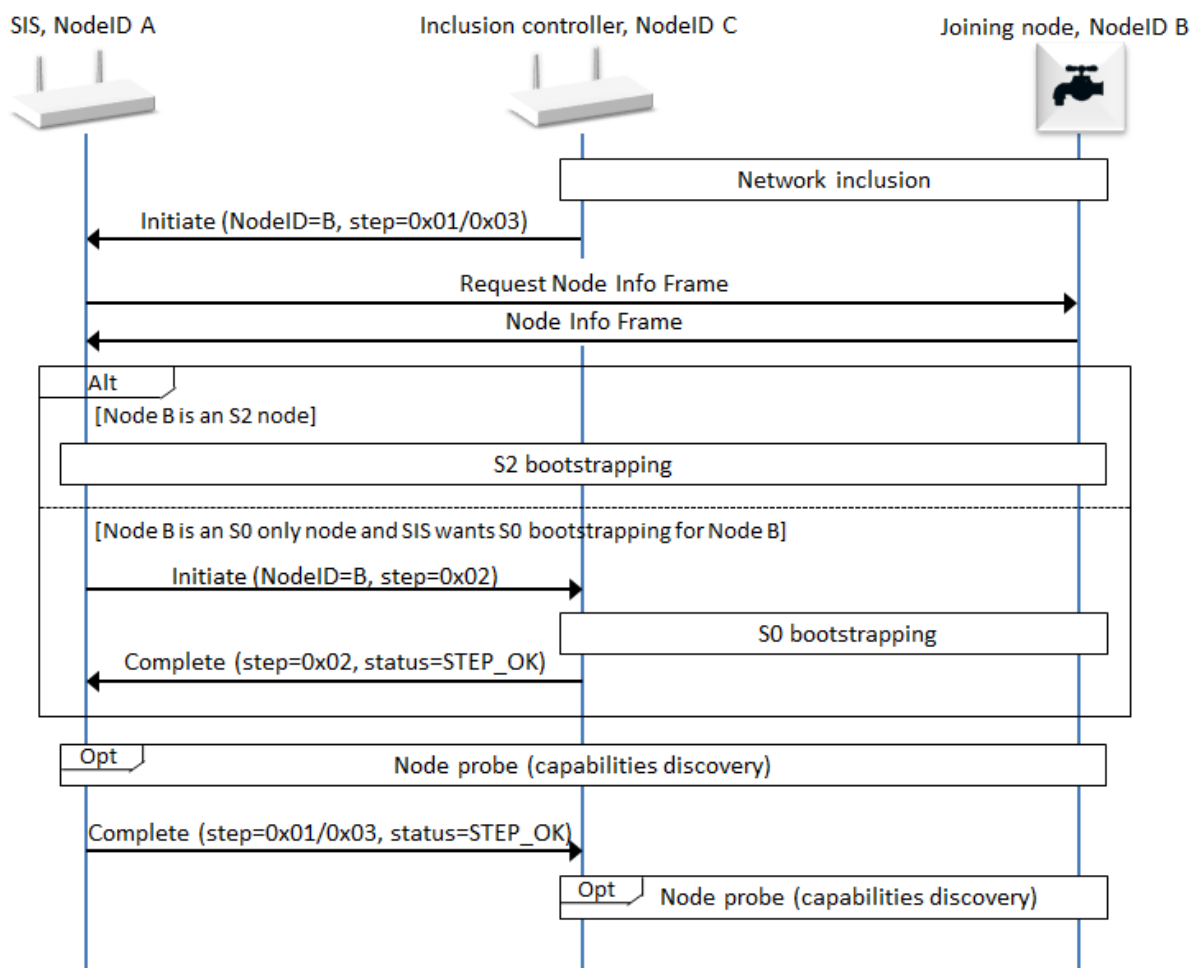 SIS, NodeID A
Inclusion controller, NodeID C
Joining node, NodeID B
Network inclusion
Initiate (NodeID=B, step=0x01/0x03)
Request Node Info Frame
Node Info Frame
Alt
[Node B is an S2 node]
S2 bootstrapping
[Node B is an S0 only node and SIS wants S0 bootstrapping for Node B]
Initiate (NodeID=B, step=0x02)
S0 bootstrapping
Complete (step=0x02, status=STEP_OK)
Opt
Node probe (capabilities discovery)
Complete (step=0x01/0x03, status=STEP_OK)
Opt
Node probe (capabilities discovery)